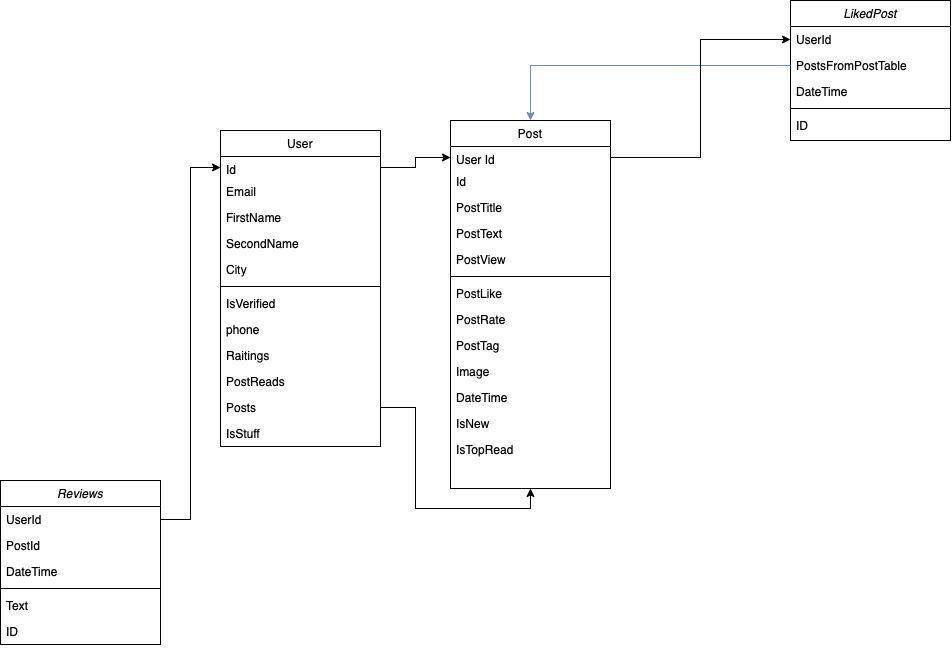 LikedPost
UserId
PostsFromPostTable
DateTime
ID
User
Id
Email
FirstName
SecondName
City
IsVerified
phone
Raitings
PostReads
Posts
IsStuff
Post
User Id
Id
PostTitle
PostText
PostView
PostLike
PostRate
PostTag
Image
DateTime
IsNew
IsTopRead
Reviews
UserId
PostId
DateTime
Text
ID